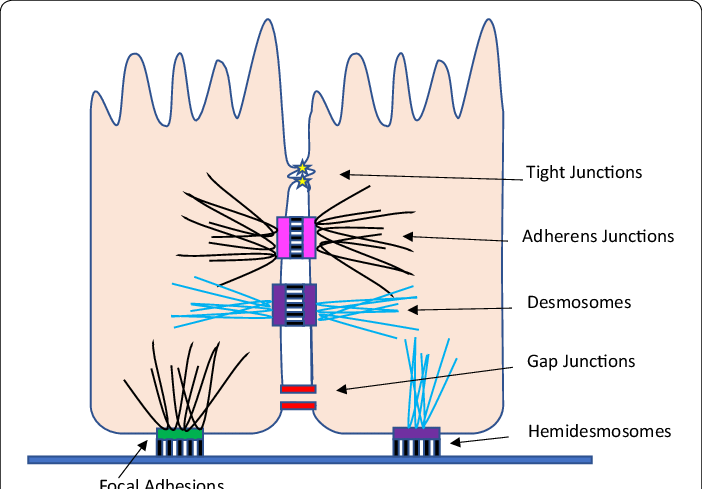 Tight Junctions
Adherens Junctions
Desmosomes
Gap Junctions
Hemidesmosomes
Focal Adhesions